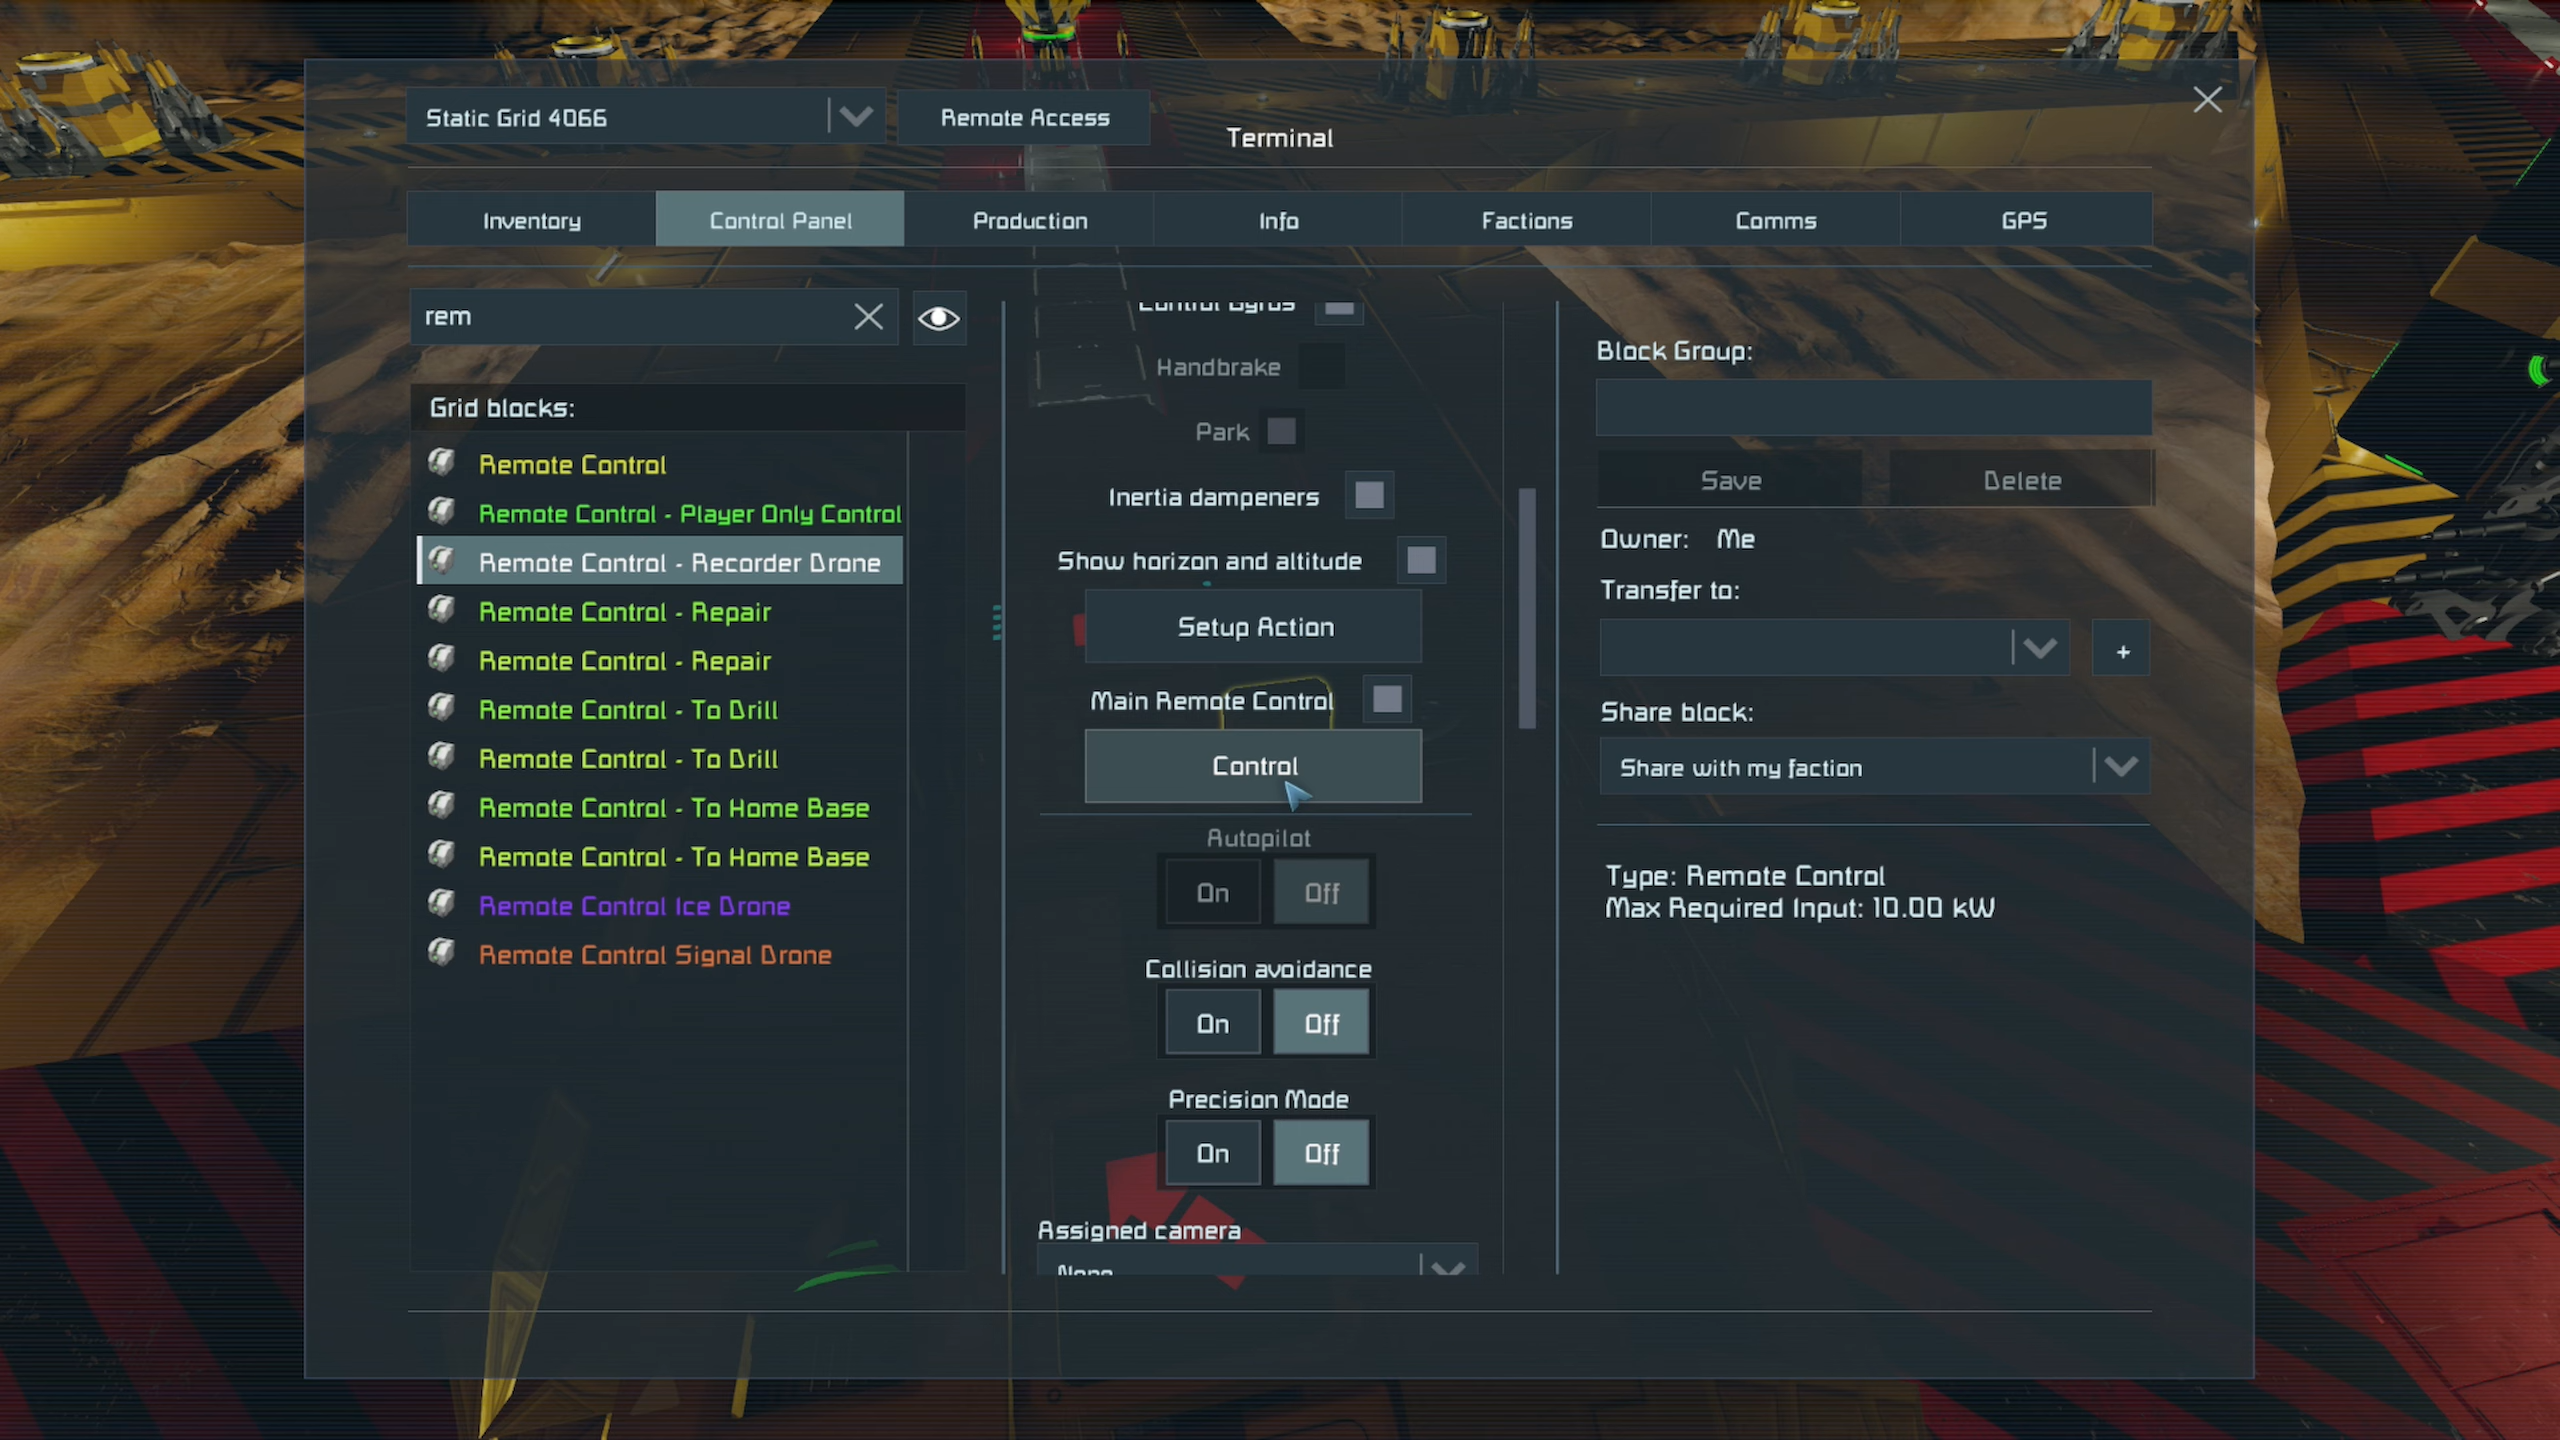 Static Grid 4066
Remote Access
Terminal
Inventory
Control Panel
Production
Info
Factions
Comms
GPS
rem
Grid blocks:
Remote Control
Remote Control - Player Only Control
Remote Control - Recorder Drone
Remote Control - Repair
Remote Control - Repair
Remote Control - To Drill
Remote Control - To Drill
Remote Control - To Home Base
Remote Control - To Home Base
Remote Control Ice Drone
Remote Control Signal Drone
Control Gyros
Handbrake
Park
Inertia dampeners
Show horizon and altitude
Setup Action
Main Remote Control
Control
Autopilot
On Off
Collision avoidance
On Off
Precision Mode
On Off
Assigned camera
None
Block Group:
Save Delete
Owner: Me
Transfer to:
+
Share block:
Share with my faction
Type: Remote Control
Max Required Input: 10.00 kW